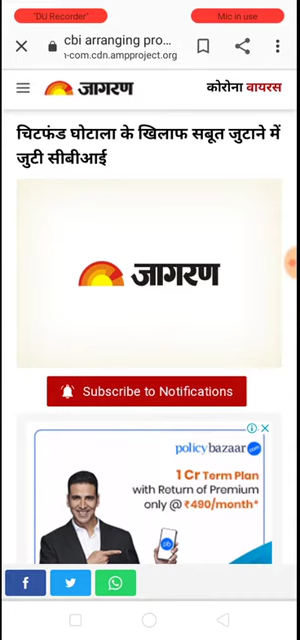 "DU Recorder"
Mic in use
cbi arranging pro...
n-com.cdn.ampproject.org
जागरण
कोरोना वायरस
चिटफंड घोटाला के खिलाफ सबूत जुटाने में
जुटी सीबीआई
जागरण
Subscribe to Notifications
policybazaar
1 Cr Term Plan
with Return of Premium
only @ ₹490/month*
pb